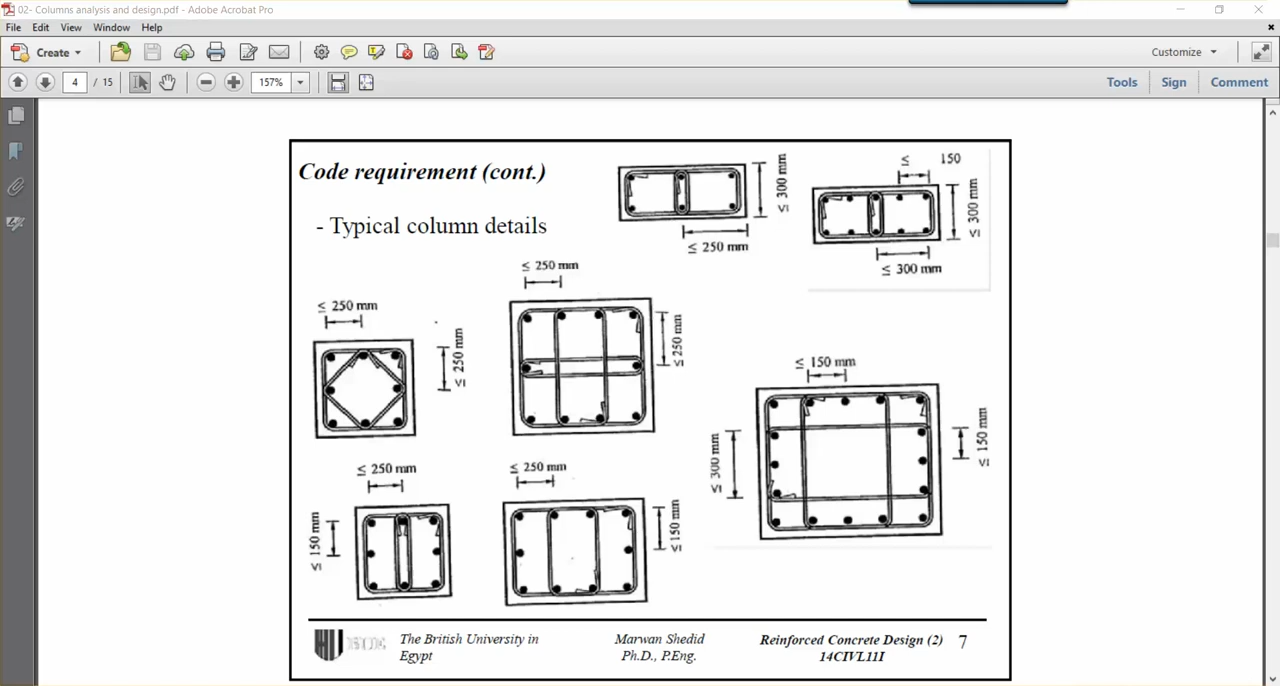 02- Columns analysis and design.pdf - Adobe Acrobat Pro
File Edit View Window Help
Create
Customize
4 / 15
157%
Tools Sign Comment
Code requirement (cont.)
- Typical column details
≤ 300 mm
≤ 250 mm
≤ 150
≤ 300 mm
≤ 300 mm
≤ 250 mm
≤ 250 mm
≤ 250 mm
≤ 250 mm
≤ 250 mm
≤ 150 mm
≤ 300 mm
≤ 150 mm
≤ 250 mm
≤ 150 mm
≤ 250 mm
≤ 150 mm
The British University in
Egypt
Marwan Shedid
Ph.D., P.Eng.
Reinforced Concrete Design (2)
14CIVL11I
7